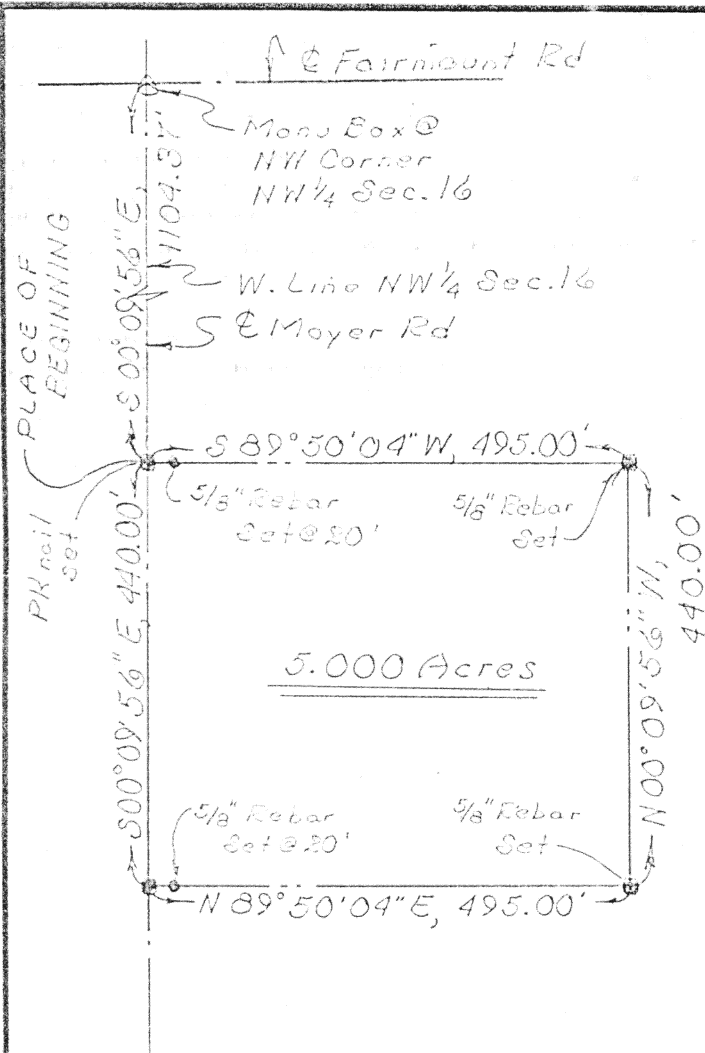 ℄ Fairmount Rd
Monu Box @
NW Corner
NW¼ Sec. 16
S 00° 09' 56" E,
1104.37'
W. Line NW¼ Sec. 16
℄ Moyer Rd
PLACE OF
BEGINNING
PK nail
Set
S 89° 50' 04" W, 495.00'
5/8" Rebar
Set @ 20'
5/8" Rebar
Set
S 00° 09' 56" E, 440.00'
5.000 Acres
N 00° 09' 56" W,
440.00'
5/8" Rebar
Set @ 20'
5/8" Rebar
Set
N 89° 50' 04" E, 495.00'